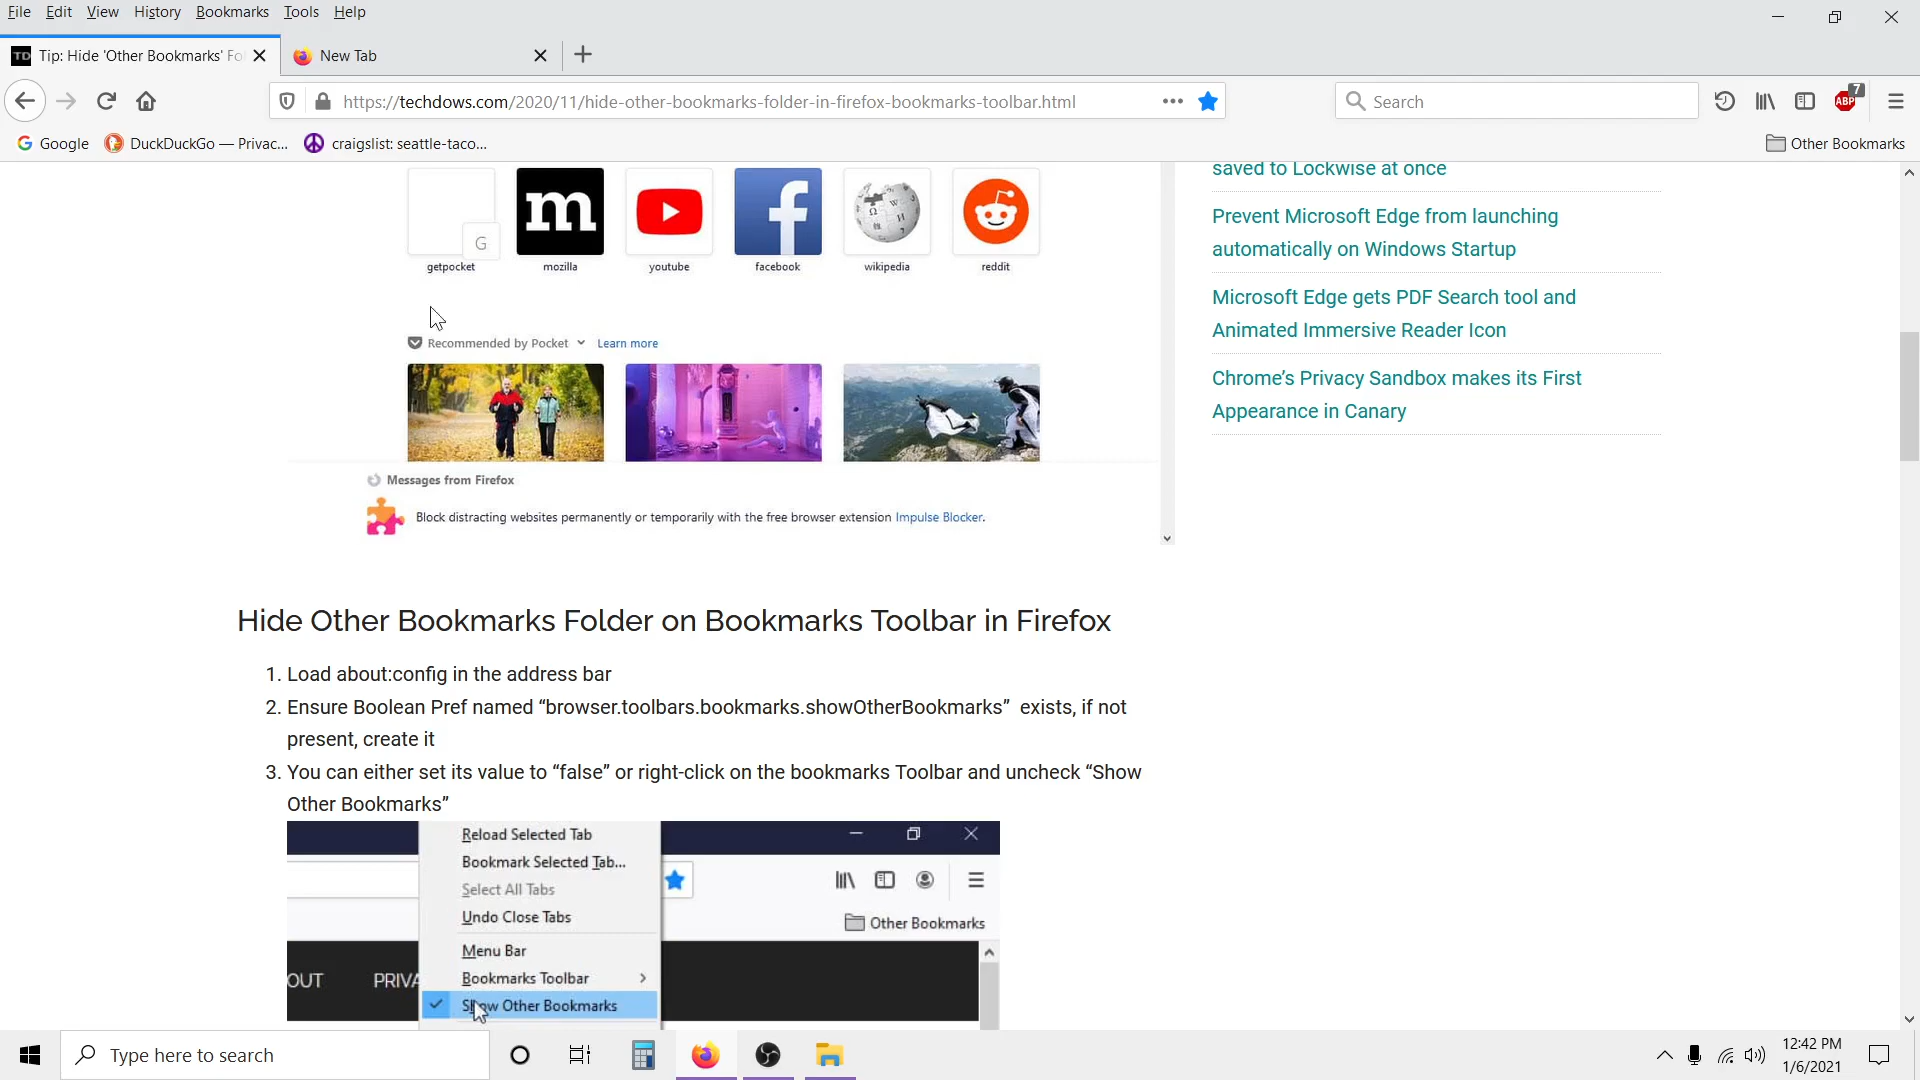 File Edit View History Bookmarks Tools Help
TD Tip: Hide 'Other Bookmarks' Fo
New Tab
https://techdows.com/2020/11/hide-other-bookmarks-folder-in-firefox-bookmarks-toolbar.html
Search
ABP 7
Google DuckDuckGo — Privac... craigslist: seattle-taco... Other Bookmarks
saved to Lockwise at once
Prevent Microsoft Edge from launching
automatically on Windows Startup
Microsoft Edge gets PDF Search tool and
Animated Immersive Reader Icon
Chrome's Privacy Sandbox makes its First
Appearance in Canary
G m f W
getpocket mozilla youtube facebook wikipedia reddit
Recommended by Pocket Learn more
Messages from Firefox
Block distracting websites permanently or temporarily with the free browser extension Impulse Blocker.
Hide Other Bookmarks Folder on Bookmarks Toolbar in Firefox
1. Load about:config in the address bar
2. Ensure Boolean Pref named “browser.toolbars.bookmarks.showOtherBookmarks” exists, if not
present, create it
3. You can either set its value to “false” or right-click on the bookmarks Toolbar and uncheck “Show
Other Bookmarks”
Reload Selected Tab
Bookmark Selected Tab...
Select All Tabs
Undo Close Tabs
Other Bookmarks
Menu Bar
OUT PRIVA
Bookmarks Toolbar
Show Other Bookmarks
Type here to search
12:42 PM
1/6/2021